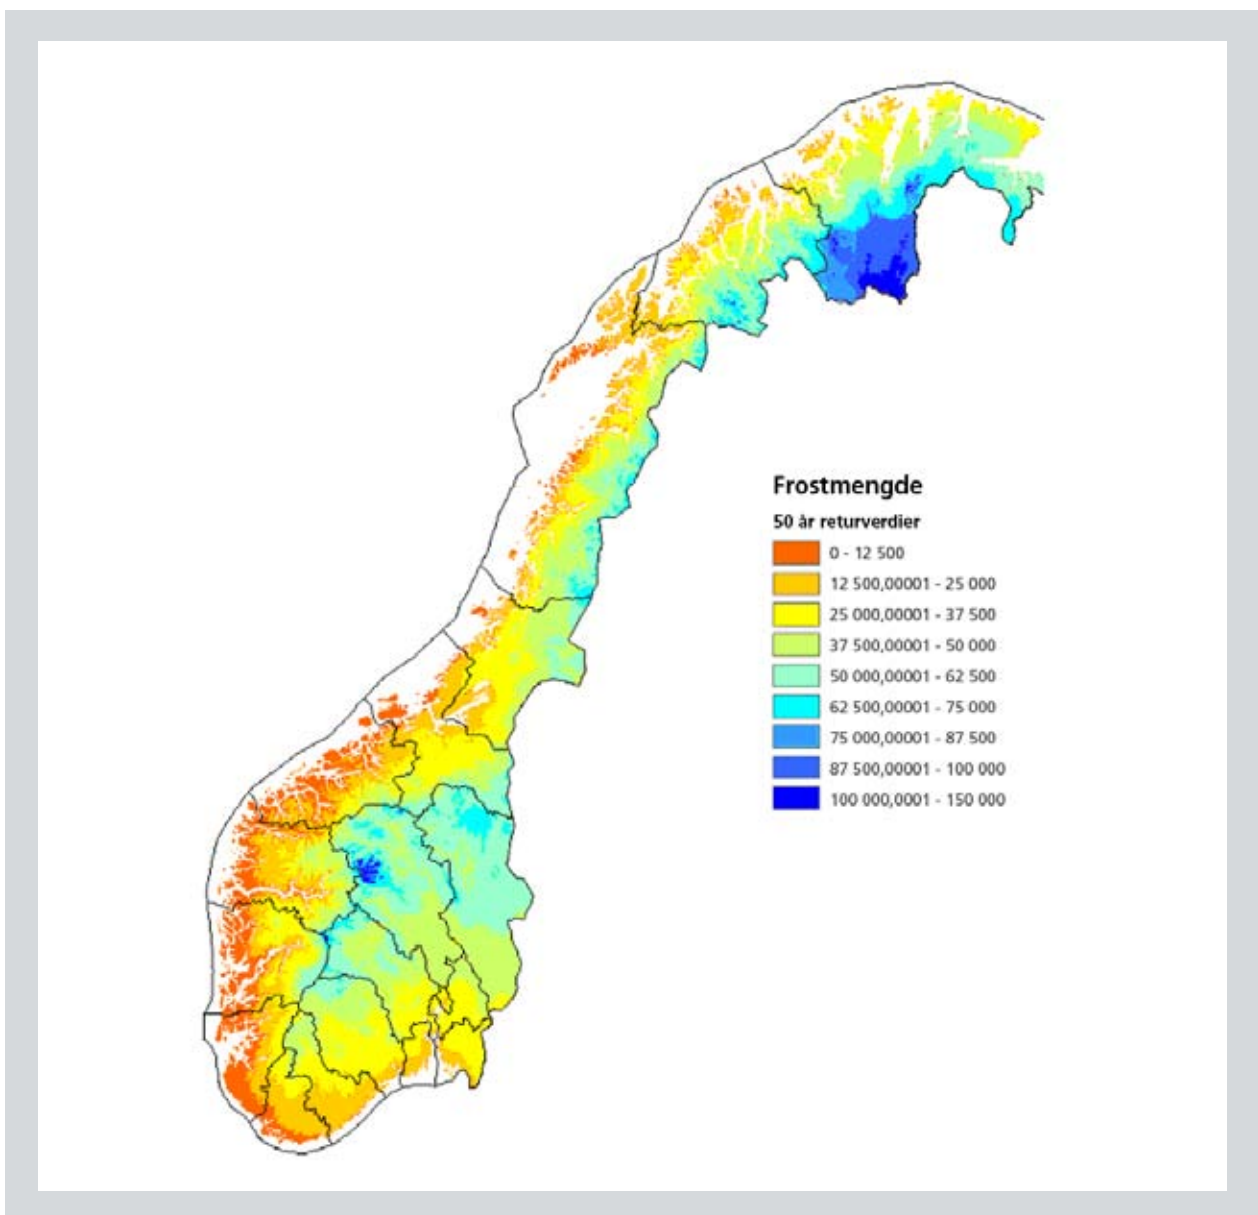 Frostmengde
50 år returverdier
0 - 12 500
12 500,00001 - 25 000
25 000,00001 - 37 500
37 500,00001 - 50 000
50 000,00001 - 62 500
62 500,00001 - 75 000
75 000,00001 - 87 500
87 500,00001 - 100 000
100 000,0001 - 150 000